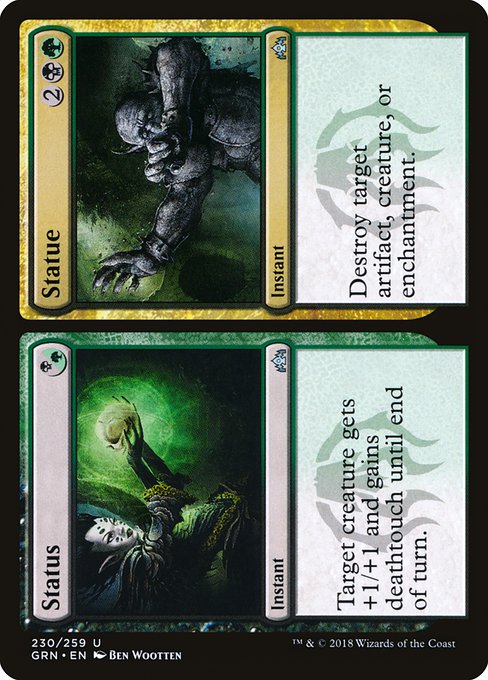 Status
Instant
Target creature gets
+1/+1 and gains
deathtouch until end
of turn.
Statue
2
Instant
Destroy target
artifact, creature, or
enchantment.
230/259 U
GRN • EN Ben Wootten
™ & © 2018 Wizards of the Coast